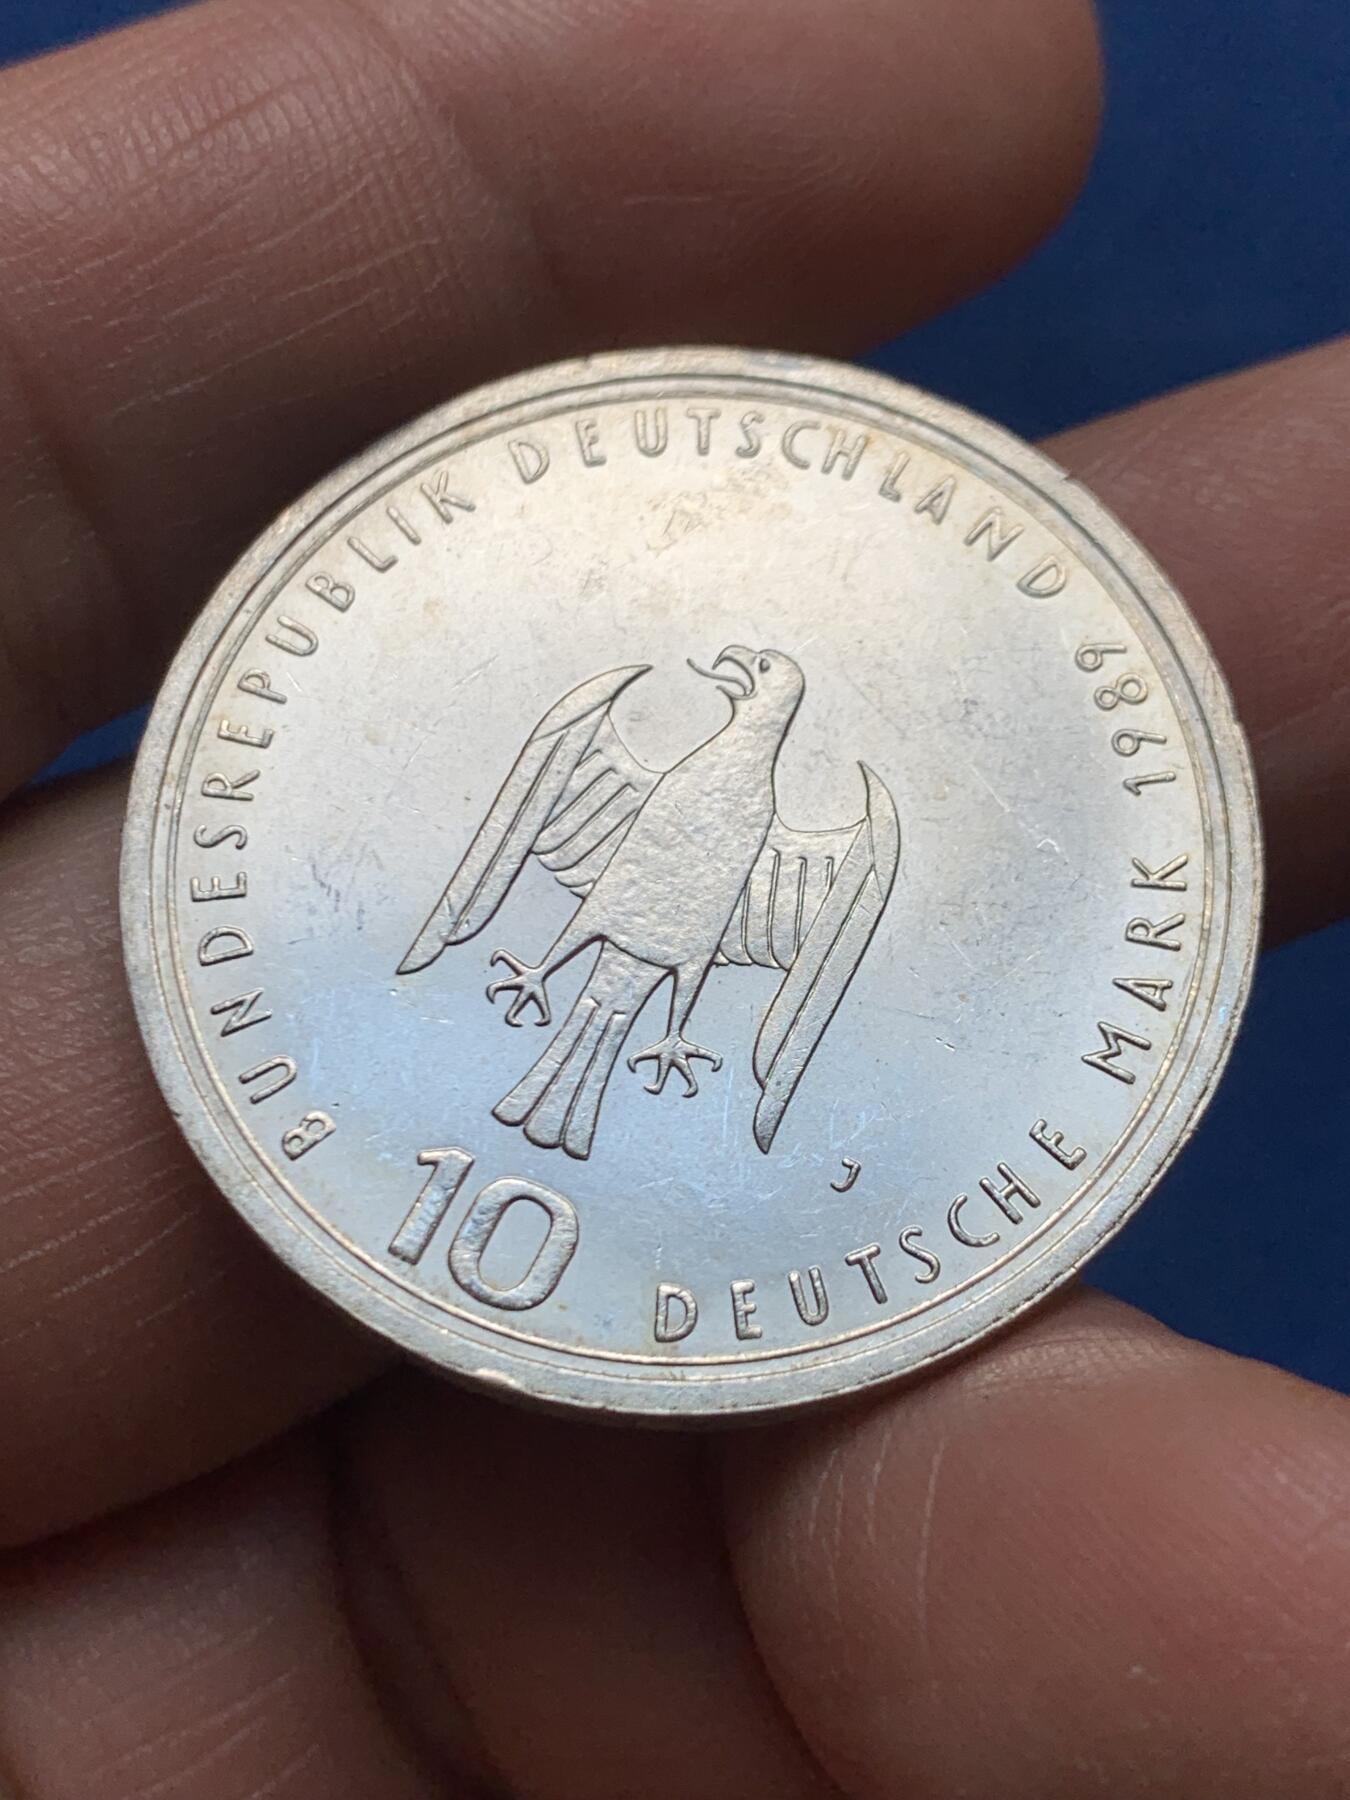 BUNDESREPUBLIK DEUTSCHLAND 1989
10 DEUTSCHE MARK
J